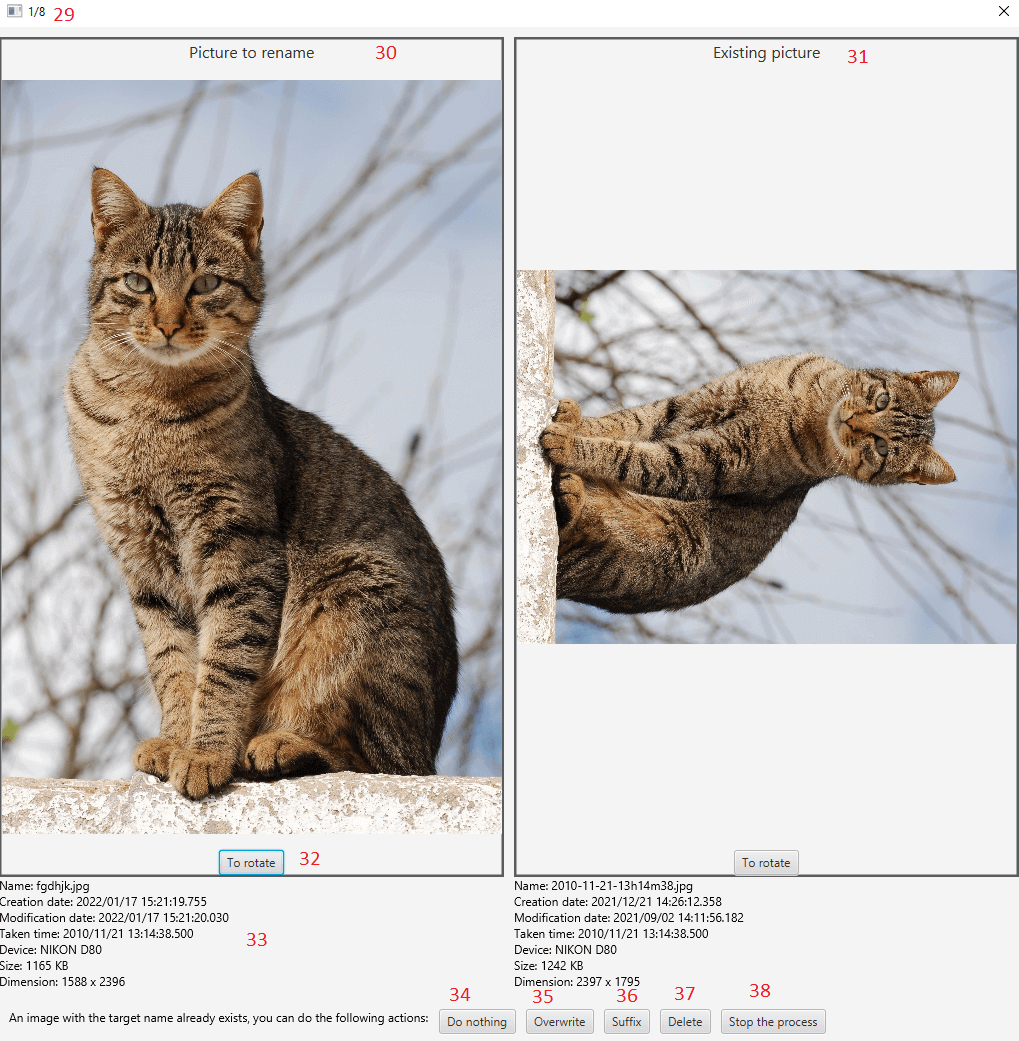 1/8 29
Picture to rename 30
Existing picture 31
To rotate 32
To rotate
Name: fgdhjk.jpg
Creation date: 2022/01/17 15:21:19.755
Modification date: 2022/01/17 15:21:20.030
Taken time: 2010/11/21 13:14:38.500
33
Device: NIKON D80
Size: 1165 KB
Dimension: 1588 x 2396
Name: 2010-11-21-13h14m38.jpg
Creation date: 2021/12/21 14:26:12.358
Modification date: 2021/09/02 14:11:56.182
Taken time: 2010/11/21 13:14:38.500
Device: NIKON D80
Size: 1242 KB
Dimension: 2397 x 1795
34 35 36 37 38
An image with the target name already exists, you can do the following actions: Do nothing Overwrite Suffix Delete Stop the process